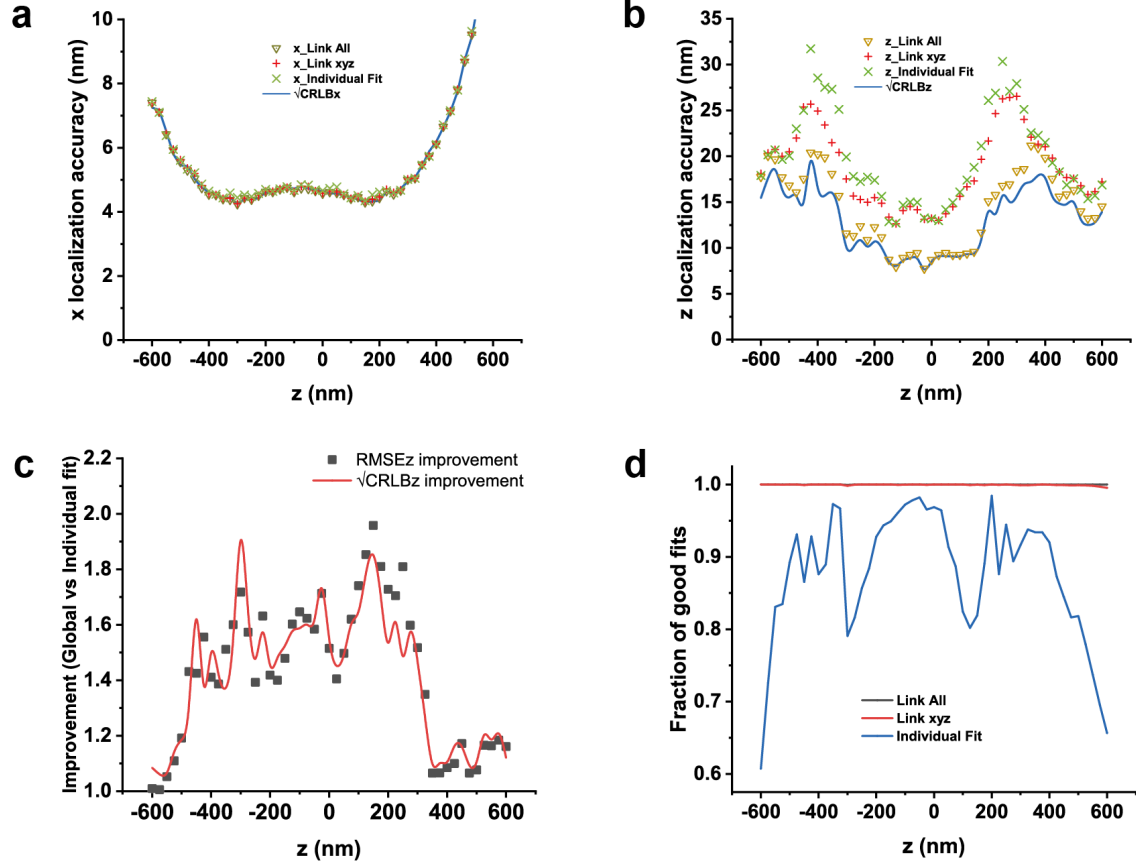 a
x localization accuracy (nm)
10
8
6
4
2
0
x_Link All
x_Link xyz
x_Individual Fit
√CRLBx
-600 -400 -200 0 200 400 600
z (nm)
b
z localization accuracy (nm)
35
30
25
20
15
10
5
0
z_Link All
z_Link xyz
z_Individual Fit
√CRLBz
-600 -400 -200 0 200 400 600
z (nm)
c
Improvement (Global vs Individual fit)
2.2
2.0
1.8
1.6
1.4
1.2
1.0
RMSEz improvement
√CRLBz improvement
-600 -400 -200 0 200 400 600
z (nm)
d
Fraction of good fits
1.0
0.9
0.8
0.7
0.6
Link All
Link xyz
Individual Fit
-600 -400 -200 0 200 400 600
z (nm)